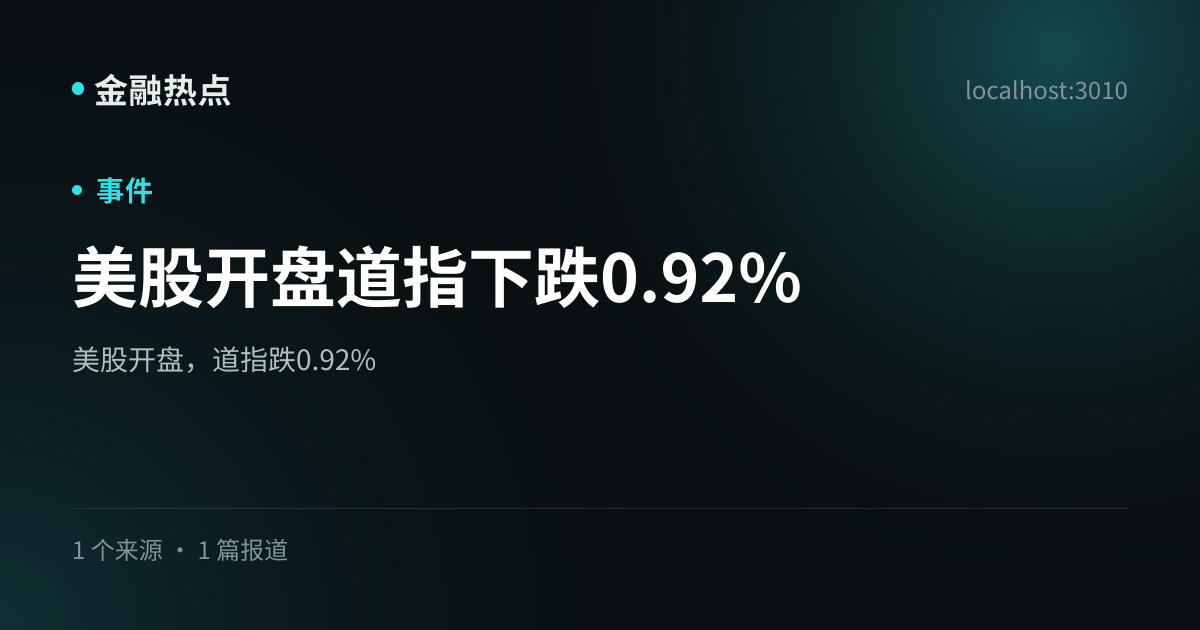 金融热点
localhost:3010
事件
美股开盘道指下跌0.92%
美股开盘，道指跌0.92%
1 个来源 · 1 篇报道